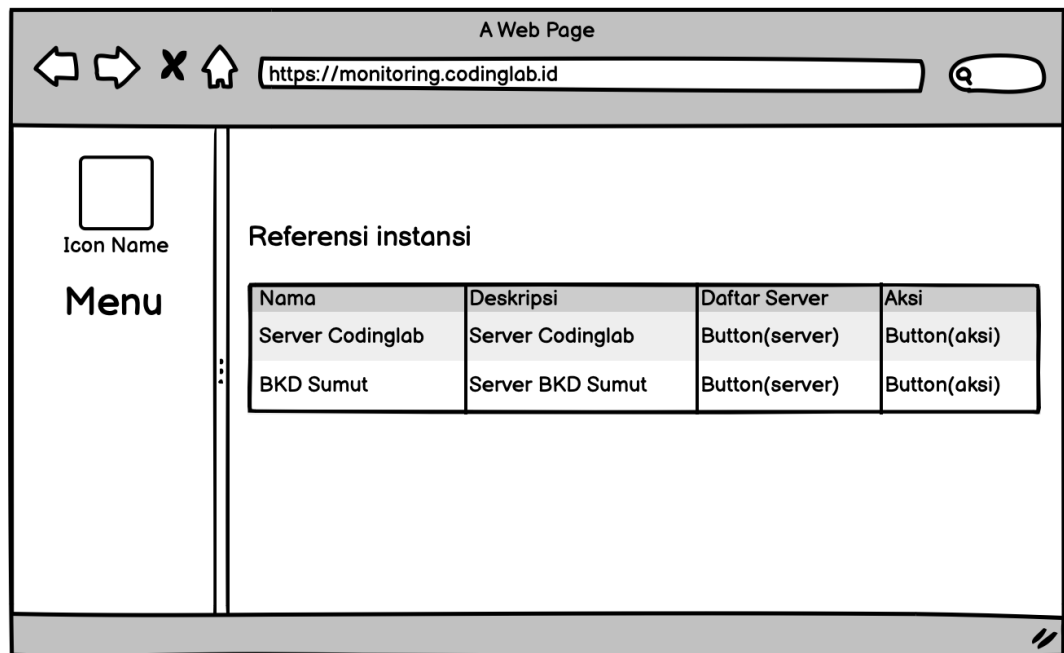 A Web Page
https://monitoring.codinglab.id
Icon Name
Menu
Referensi instansi
Nama Deskripsi Daftar Server Aksi
Server Codinglab Server Codinglab Button(server) Button(aksi)
BKD Sumut Server BKD Sumut Button(server) Button(aksi)